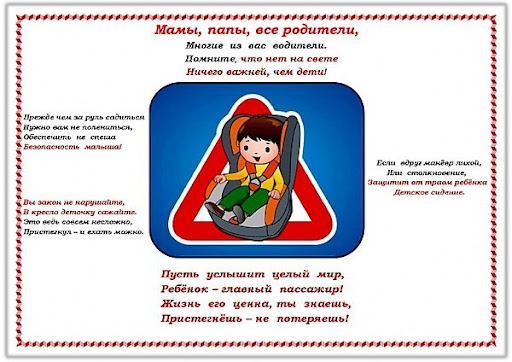 Мамы, папы, все родители,
Многие из вас водители.
Помните, что нет на свете
Ничего важней, чем дети!
Прежде чем за руль садиться
Нужно вам не полениться,
Обеспечить не спеша
Безопасность малыша!
Вы закон не нарушайте,
В кресло деточку сажайте.
Это ведь совсем несложно,
Пристегнул – и ехать можно.
Если вдруг манёвр лихой,
Или столкновение,
Защитит от травм ребёнка
Детское сидение.
Пусть услышит целый мир,
Ребёнок – главный пассажир!
Жизнь его ценна, ты знаешь,
Пристегнёшь – не потеряешь!